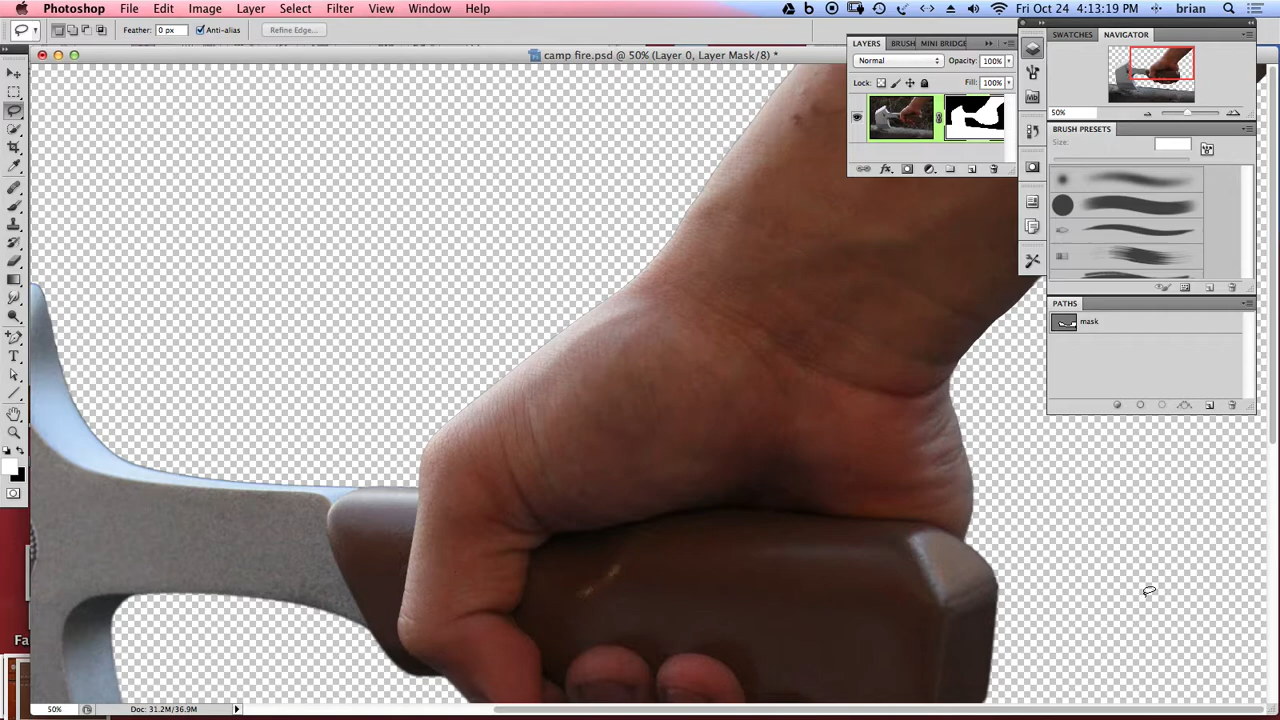 Photoshop File Edit Image Layer Select Filter Analysis View Window Help
Fri Oct 24 4:13:19 PM brian
Feather: 0 px Anti-alias Refine Edge...
camp fire.psd @ 50% (Layer 0, Layer Mask/8) *
LAYERS BRUSH MINI BRIDGE
Normal Opacity: 100%
Lock: Fill: 100%
SWATCHES NAVIGATOR
50%
BRUSH PRESETS
Size:
PATHS
mask
Mb
Fa
50% Doc: 31.2M/36.9M